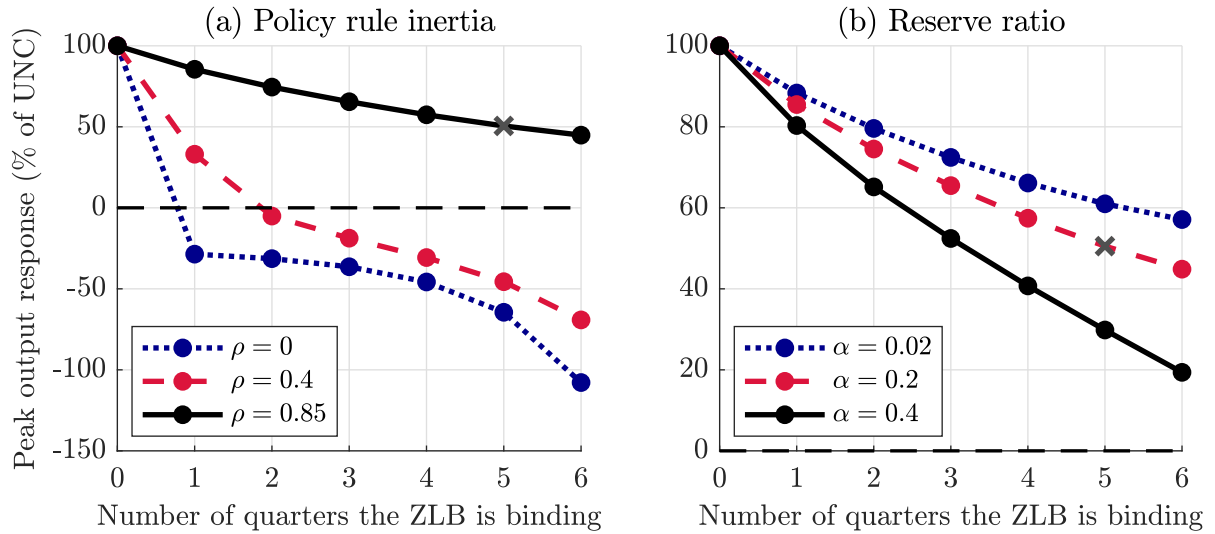 (a) Policy rule inertia
Peak output response (% of UNC)
100
50
0
-50
-100
-150
ρ = 0
ρ = 0.4
ρ = 0.85
0 1 2 3 4 5 6
Number of quarters the ZLB is binding
(b) Reserve ratio
100
80
60
40
20
0
α = 0.02
α = 0.2
α = 0.4
0 1 2 3 4 5 6
Number of quarters the ZLB is binding